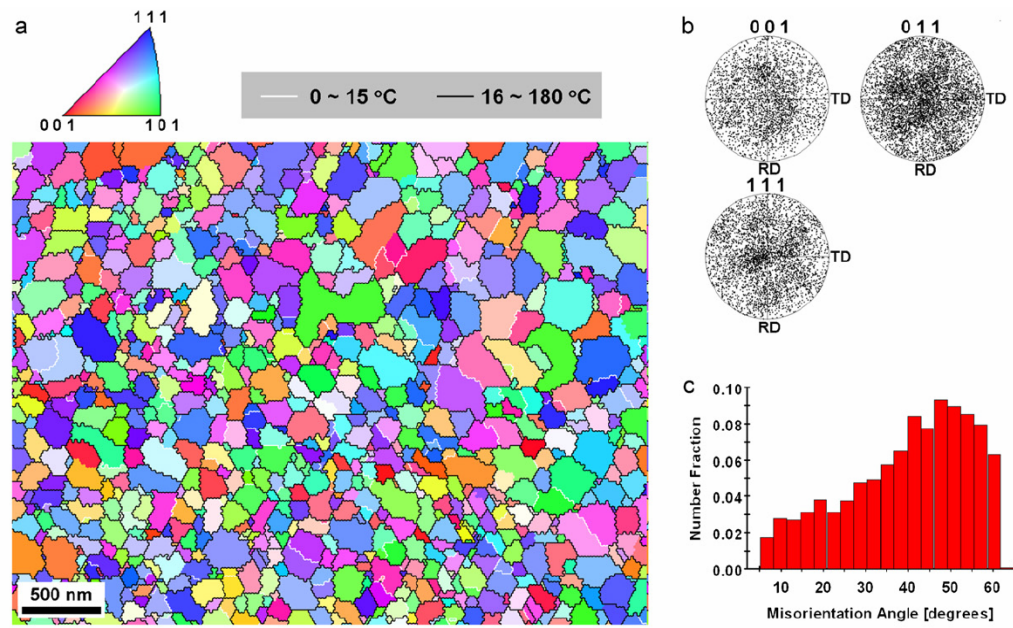 a
1 1 1
0 0 1
1 0 1
0 ~ 15 °C
16 ~ 180 °C
500 nm
b
0 0 1
TD
RD
0 1 1
TD
RD
1 1 1
TD
RD
c
Number Fraction
0.10
0.08
0.06
0.04
0.02
0.00
10 20 30 40 50 60
Misorientation Angle [degrees]